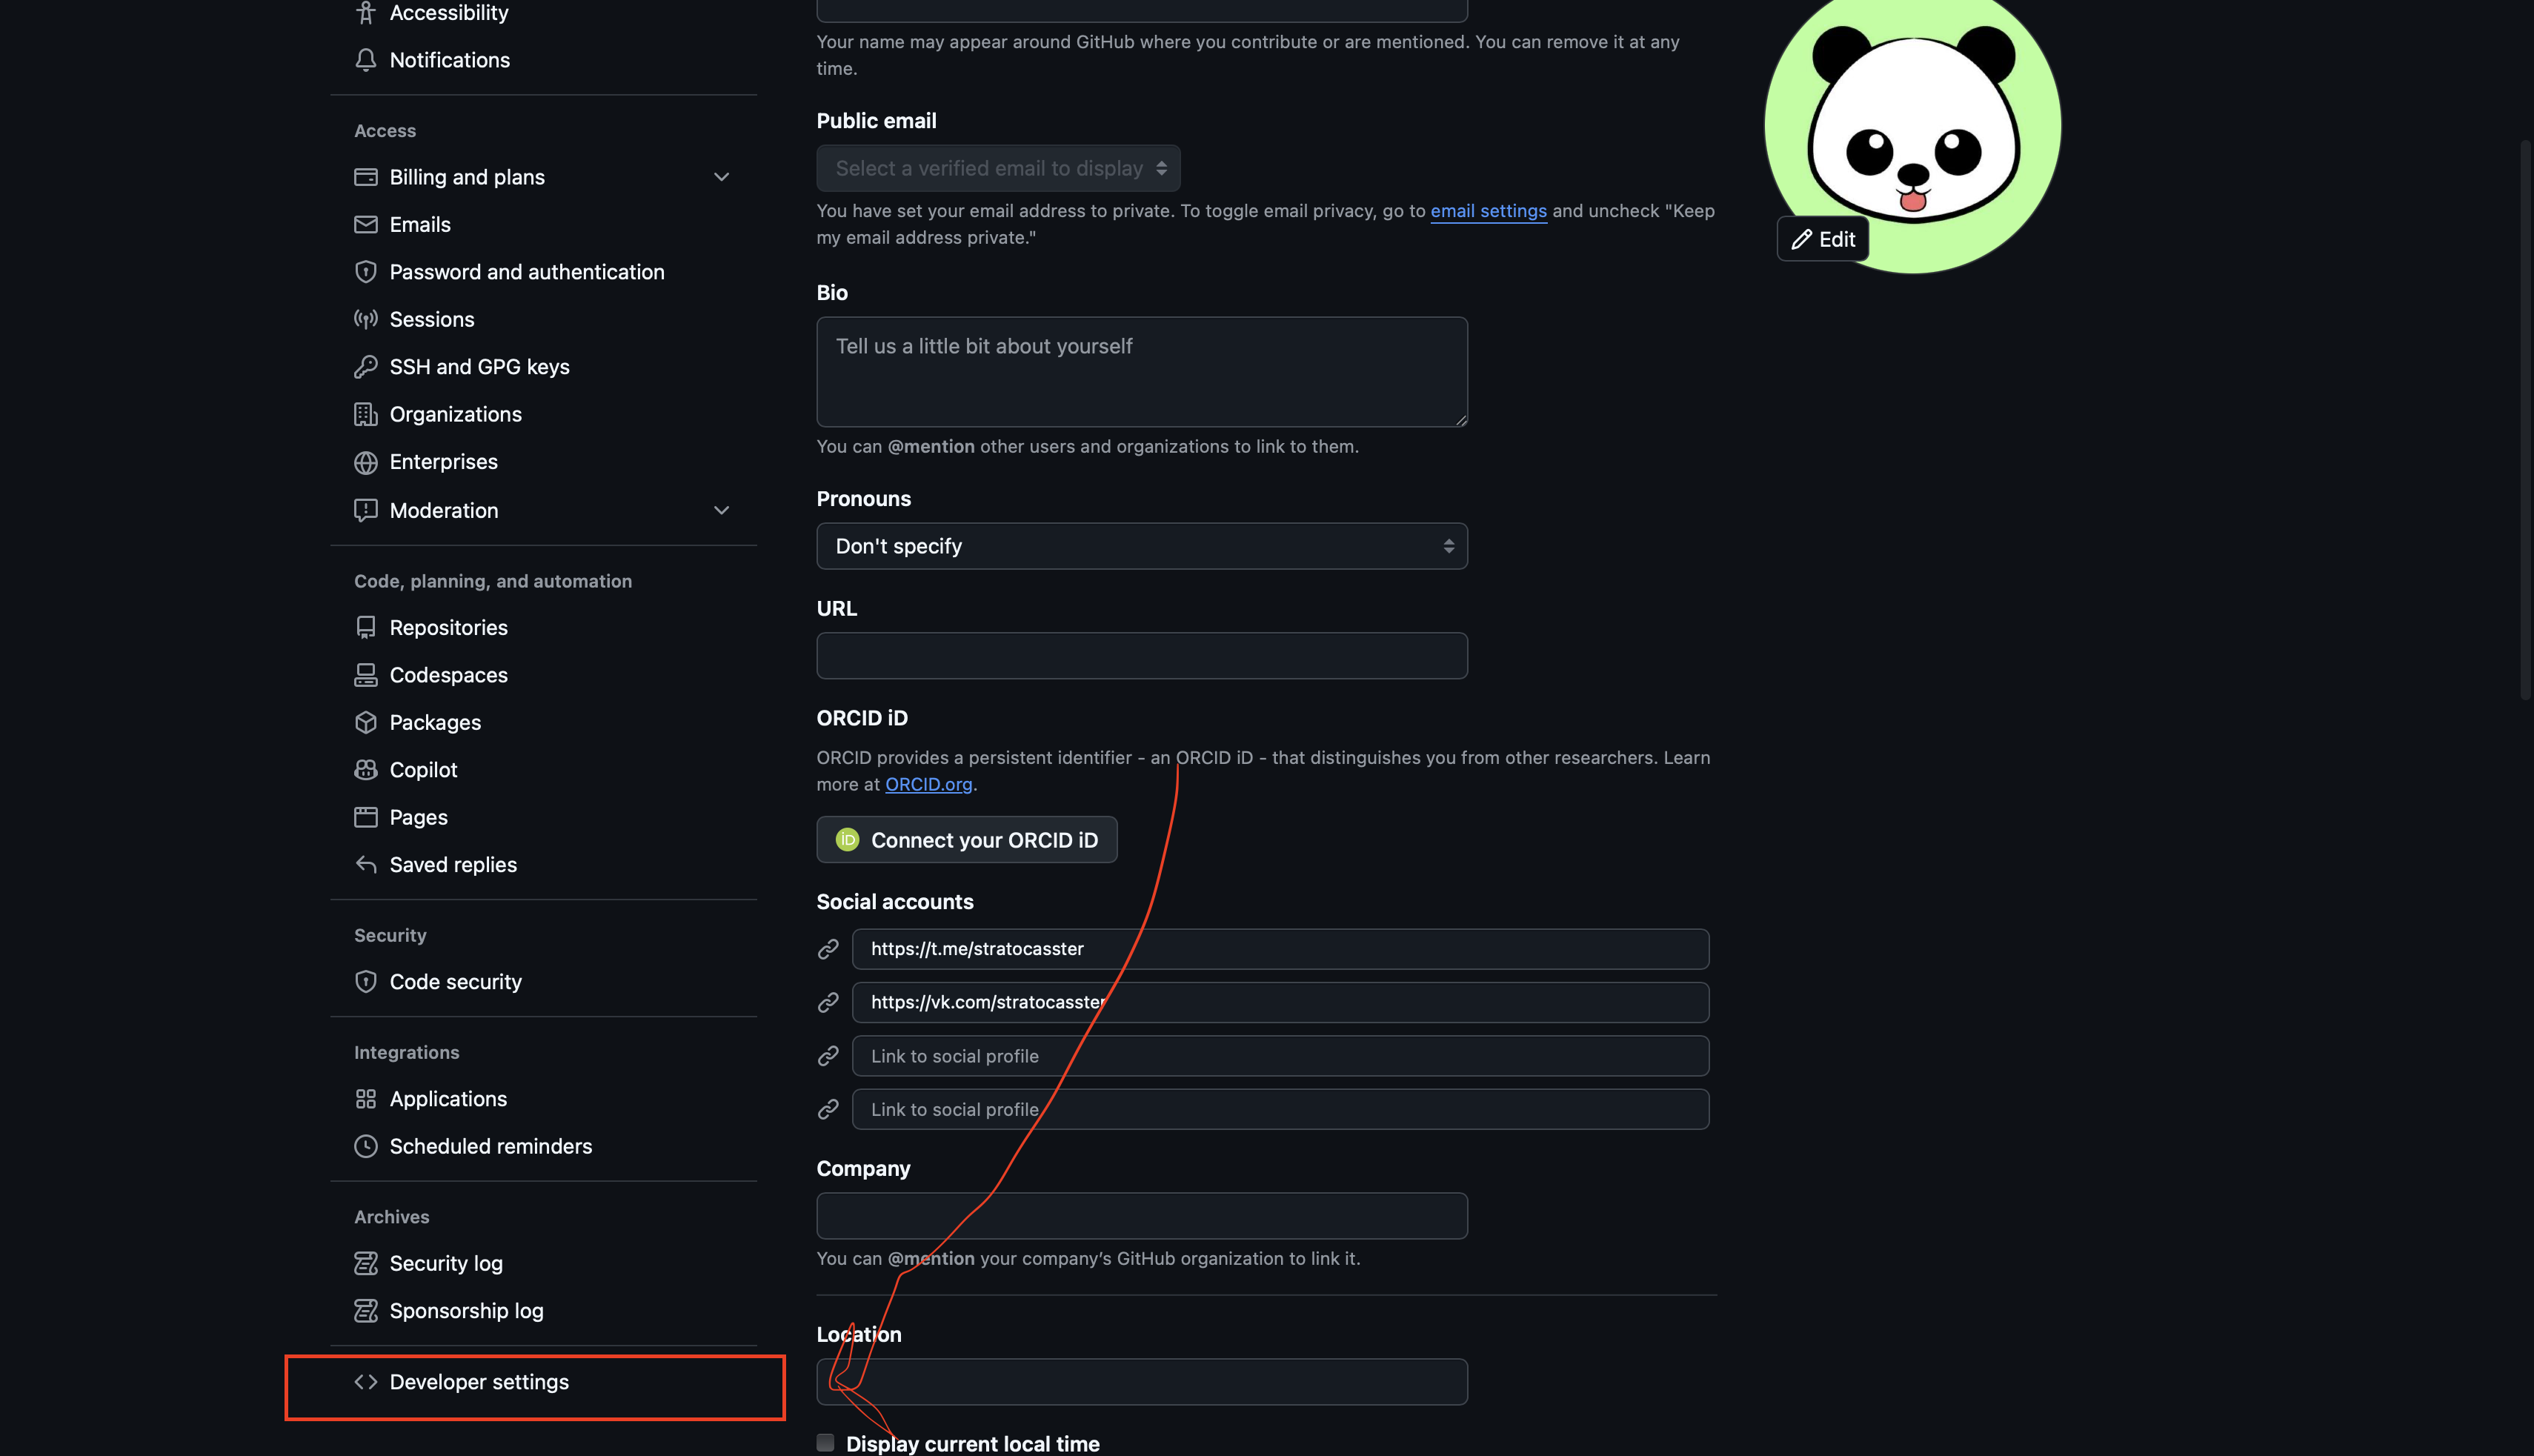 Accessibility
Notifications
Access
Billing and plans
Emails
Password and authentication
Sessions
SSH and GPG keys
Organizations
Enterprises
Moderation
Code, planning, and automation
Repositories
Codespaces
Packages
Copilot
Pages
Saved replies
Security
Code security
Integrations
Applications
Scheduled reminders
Archives
Security log
Sponsorship log
Developer settings
Your name may appear around GitHub where you contribute or are mentioned. You can remove it at any
time.
Public email
Select a verified email to display
You have set your email address to private. To toggle email privacy, go to email settings and uncheck "Keep
my email address private."
Bio
Tell us a little bit about yourself
You can @mention other users and organizations to link to them.
Pronouns
Don't specify
URL
ORCID iD
ORCID provides a persistent identifier - an ORCID iD - that distinguishes you from other researchers. Learn
more at ORCID.org.
iD Connect your ORCID iD
Social accounts
https://t.me/stratocasster
https://vk.com/stratocasster
Link to social profile
Link to social profile
Company
You can @mention your company’s GitHub organization to link it.
Location
Display current local time
Edit